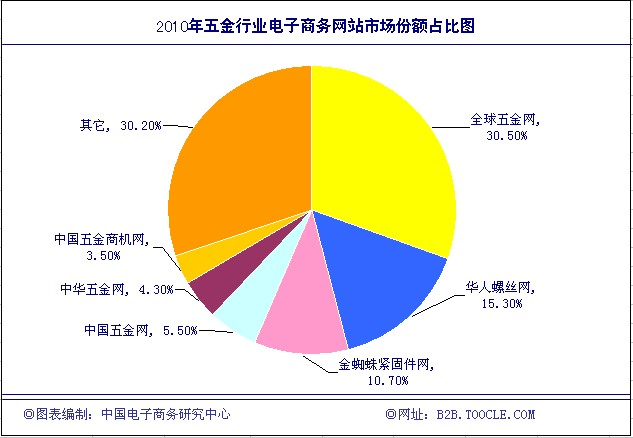 2010年五金行业电子商务网站市场份额占比图
其它, 30.20%
全球五金网,
30.50%
中国五金商机网,
3.50%
中华五金网, 4.30%
华人螺丝网,
15.30%
中国五金网, 5.50%
金蜘蛛紧固件网,
10.70%
◎图表编制：中国电子商务研究中心
◎网址：B2B.TOOCLE.COM